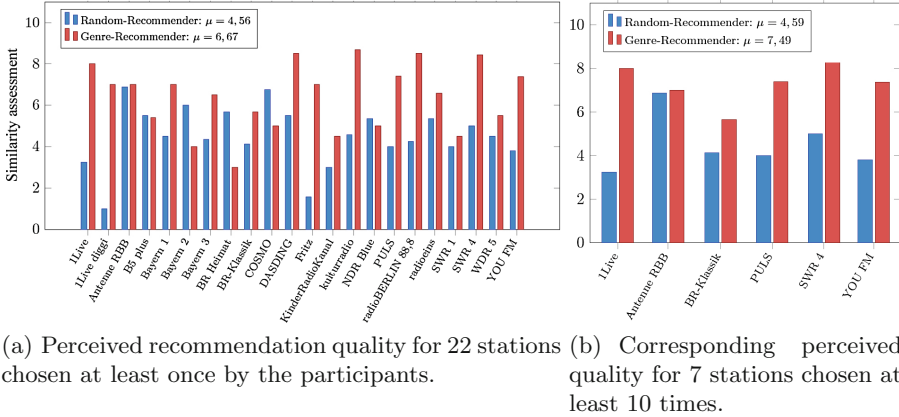 10
8
6
4
2
0
Similarity assessment
Random-Recommender: μ = 4, 56
Genre-Recommender: μ = 6, 67
1Live
1Live diggi
Antenne RBB
B5 plus
Bayern 1
Bayern 2
Bayern 3
BR Heimat
BR-Klassik
COSMO
DASDING
Fritz
KinderRadioKanal
kulturradio
NDR Blue
PULS
radioBERLIN 88,8
radioeins
SWR 1
SWR 4
WDR 5
YOU FM
(a) Perceived recommendation quality for 22 stations
chosen at least once by the participants.
10
8
6
4
2
0
Random-Recommender: μ = 4, 59
Genre-Recommender: μ = 7, 49
1Live
Antenne RBB
BR-Klassik
PULS
SWR 4
YOU FM
(b) Corresponding perceived
quality for 7 stations chosen at
least 10 times.